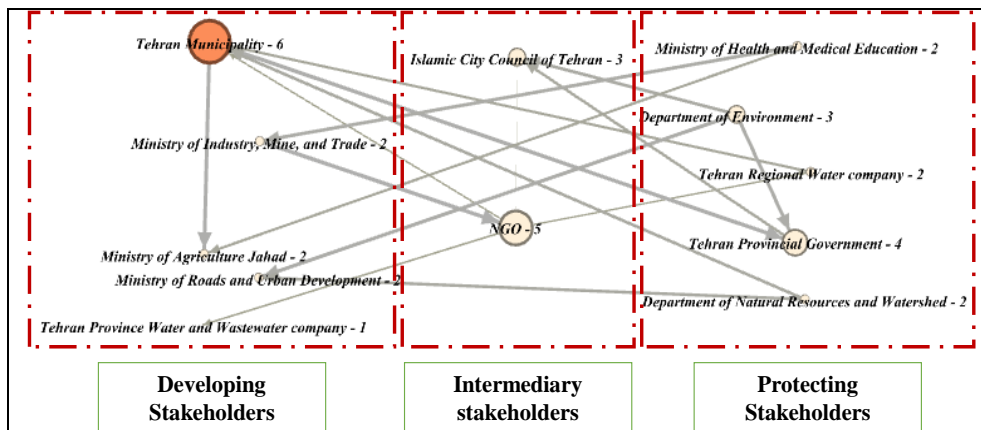 Tehran Municipality - 6
Ministry of Industry, Mine, and Trade - 2
Ministry of Agriculture Jahad - 2
Ministry of Roads and Urban Development - 2
Tehran Province Water and Wastewater company - 1
Islamic City Council of Tehran - 3
NGO - 5
Ministry of Health and Medical Education - 2
Department of Environment - 3
Tehran Regional Water company - 2
Tehran Provincial Government - 4
Department of Natural Resources and Watershed - 2
Developing
Stakeholders
Intermediary
stakeholders
Protecting
Stakeholders